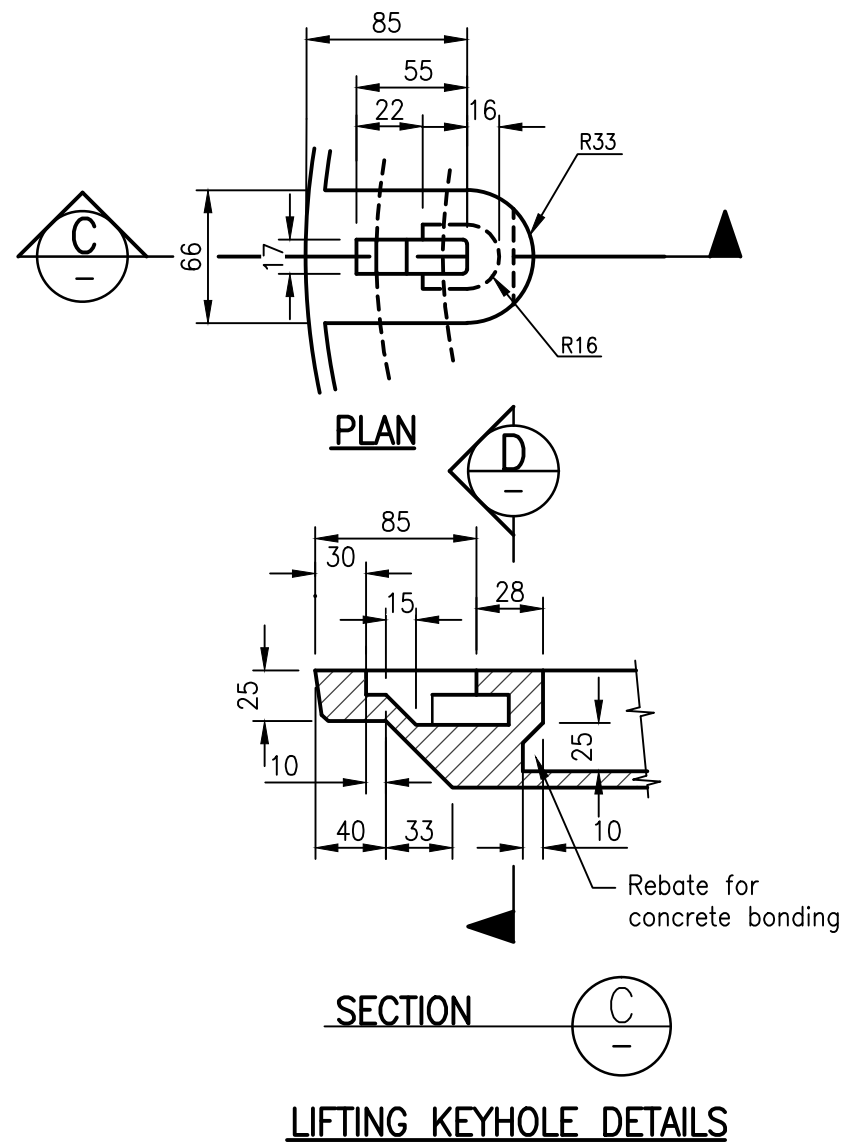 85
55
22
16
R33
C
–
66
17
R16
PLAN
D
–
85
30
15
28
25
25
10
40
33
10
Rebate for
concrete bonding
SECTION
C
–
LIFTING KEYHOLE DETAILS